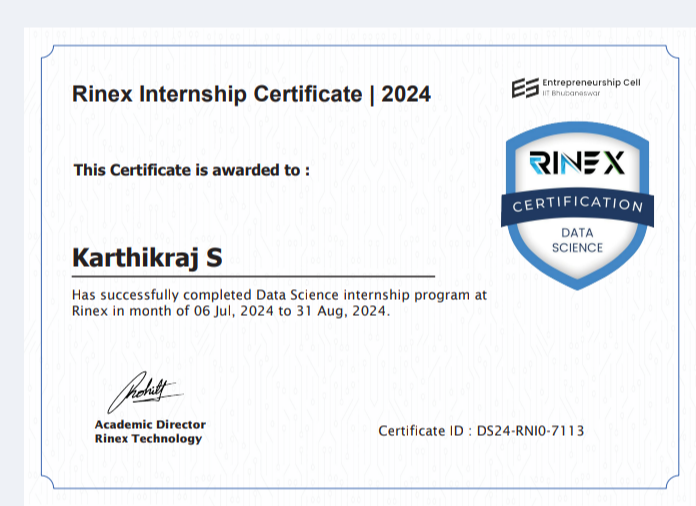 Rinex Internship Certificate | 2024
Entrepreneurship Cell
IIT Bhubaneswar
RINEX
CERTIFICATION
DATA
SCIENCE
This Certificate is awarded to :
Karthikraj S
Has successfully completed Data Science internship program at
Rinex in month of 06 Jul, 2024 to 31 Aug, 2024.
Academic Director
Rinex Technology
Certificate ID : DS24-RNI0-7113